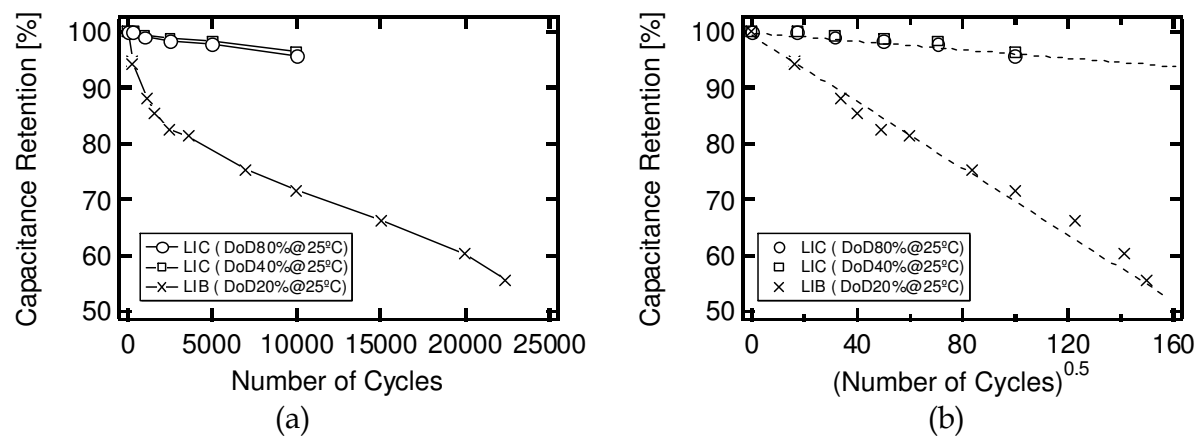 Capacitance Retention [%]
100
90
80
70
60
50
LIC ( DoD80%@25ºC)
LIC ( DoD40%@25ºC)
LIB ( DoD20%@25ºC)
0 5000 10000 15000 20000 25000
Number of Cycles
(a)
Capacitance Retention [%]
100
90
80
70
60
50
LIC ( DoD80%@25ºC)
LIC ( DoD40%@25ºC)
LIB ( DoD20%@25ºC)
0 40 80 120 160
(Number of Cycles)^0.5
(b)